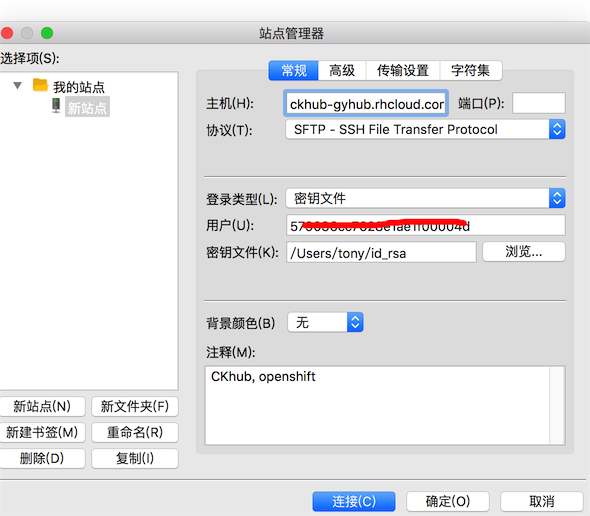 站点管理器
选择项(S):
我的站点
新站点
新站点(N)
新文件夹(F)
新建书签(M)
重命名(R)
删除(D)
复制(I)
常规
高级
传输设置
字符集
主机(H):
ckhub-gyhub.rhcloud.cor
端口(P):
协议(T):
SFTP - SSH File Transfer Protocol
登录类型(L):
密钥文件
用户(U):
密钥文件(K):
/Users/tony/id_rsa
浏览...
背景颜色(B)
无
注释(M):
CKhub, openshift
连接(C)
确定(O)
取消